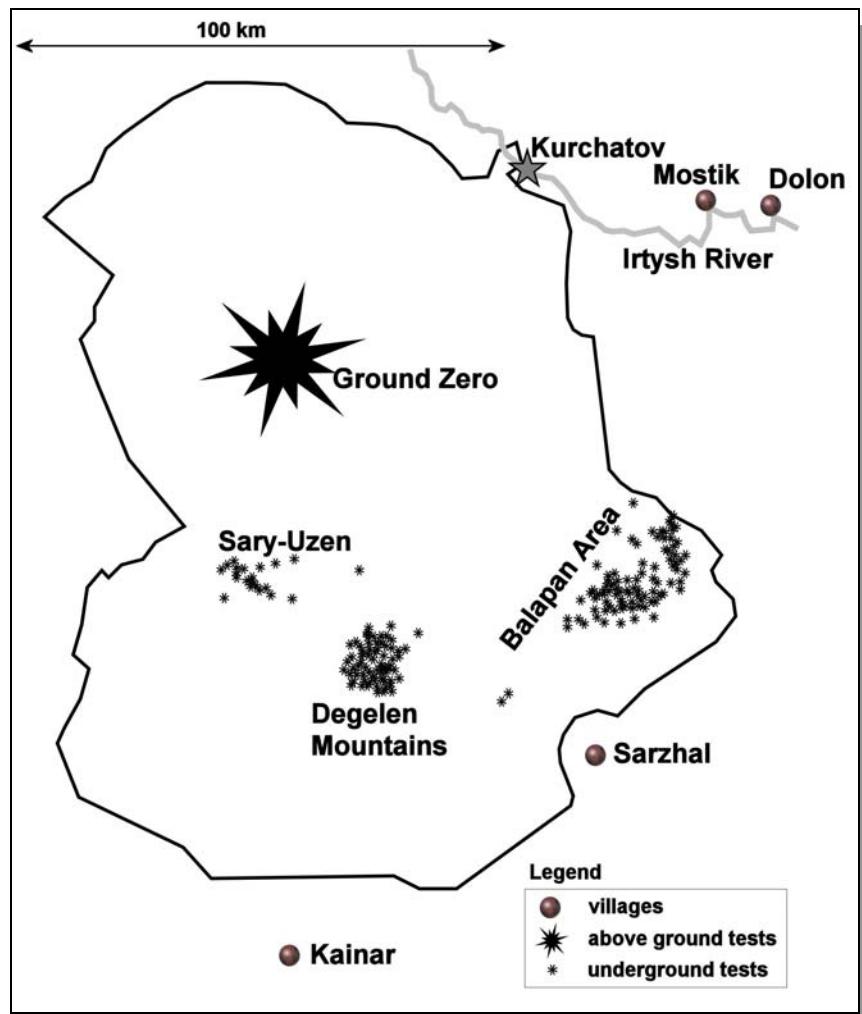 100 km
Kurchatov
Mostik
Dolon
Irtysh River
Ground Zero
Sary-Uzen
Balapan Area
Degelen
Mountains
Sarzhal
Legend
villages
above ground tests
underground tests
Kainar